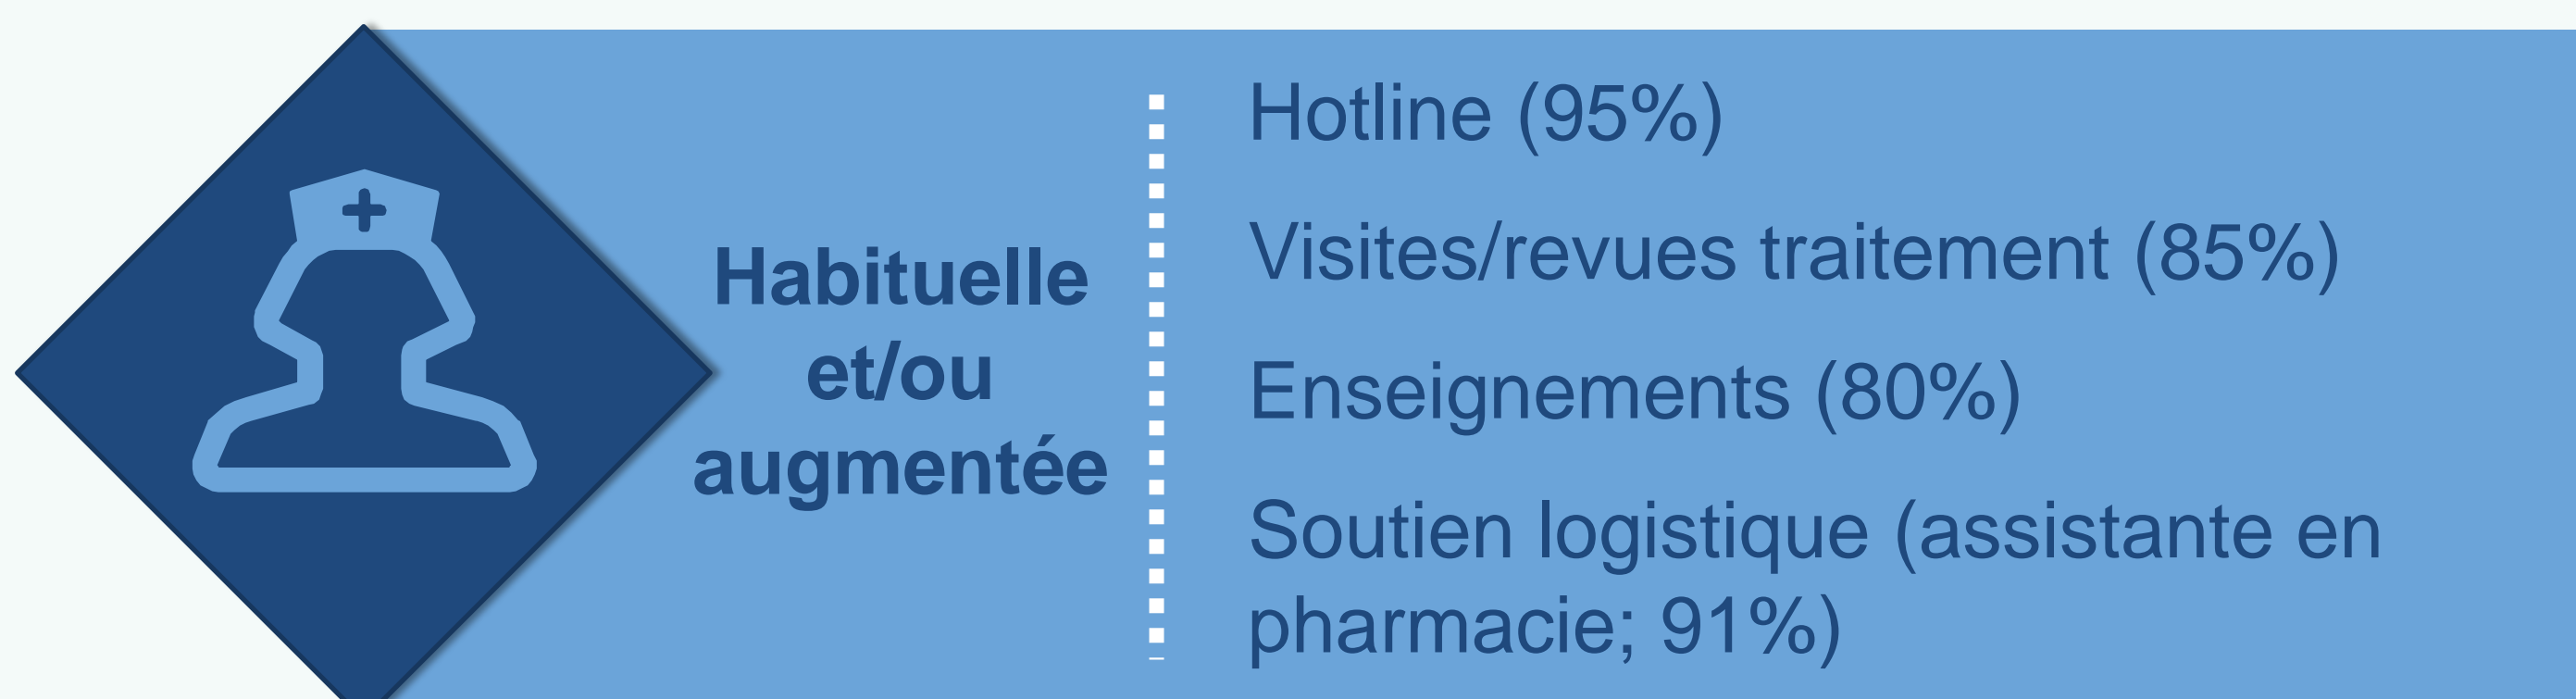 Habituelle
et/ou
augmentée
Hotline (95%)
Visites/revues traitement (85%)
Enseignements (80%)
Soutien logistique (assistante en
pharmacie; 91%)